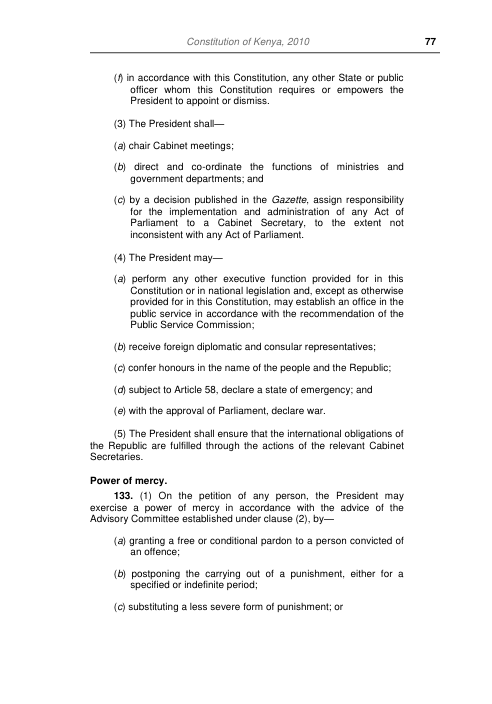 Constitution of Kenya, 2010 77
(f) in accordance with this Constitution, any other State or public
officer whom this Constitution requires or empowers the
President to appoint or dismiss.
(3) The President shall—
(a) chair Cabinet meetings;
(b) direct and co-ordinate the functions of ministries and
government departments; and
(c) by a decision published in the Gazette, assign responsibility
for the implementation and administration of any Act of
Parliament to a Cabinet Secretary, to the extent not
inconsistent with any Act of Parliament.
(4) The President may—
(a) perform any other executive function provided for in this
Constitution or in national legislation and, except as otherwise
provided for in this Constitution, may establish an office in the
public service in accordance with the recommendation of the
Public Service Commission;
(b) receive foreign diplomatic and consular representatives;
(c) confer honours in the name of the people and the Republic;
(d) subject to Article 58, declare a state of emergency; and
(e) with the approval of Parliament, declare war.
(5) The President shall ensure that the international obligations of
the Republic are fulfilled through the actions of the relevant Cabinet
Secretaries.
Power of mercy.
133. (1) On the petition of any person, the President may
exercise a power of mercy in accordance with the advice of the
Advisory Committee established under clause (2), by—
(a) granting a free or conditional pardon to a person convicted of
an offence;
(b) postponing the carrying out of a punishment, either for a
specified or indefinite period;
(c) substituting a less severe form of punishment; or